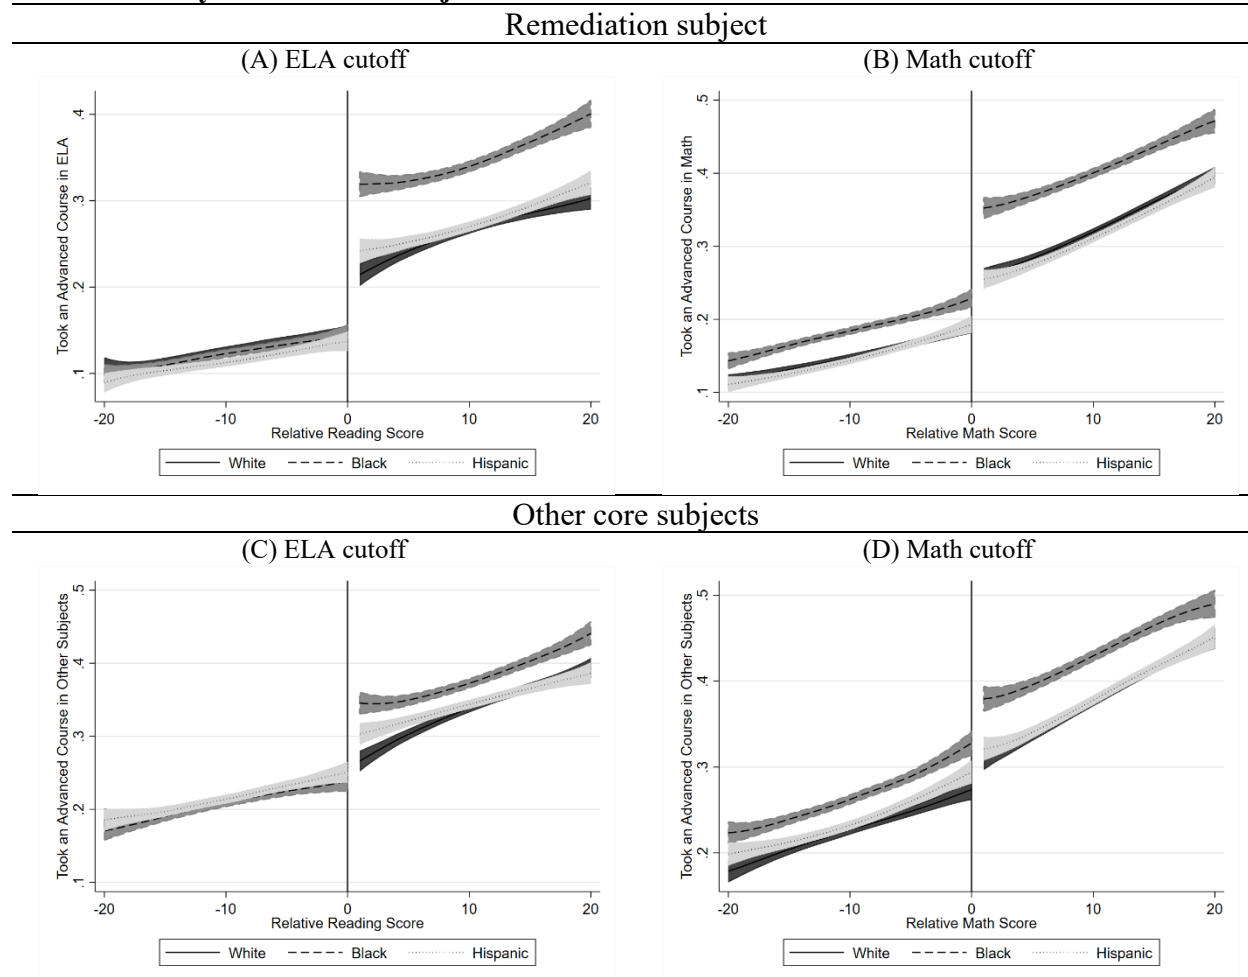 Remediation subject
(A) ELA cutoff
(B) Math cutoff
Took an Advanced Course in ELA
.4
.3
.2
.1
-20 -10 0 10 20
Relative Reading Score
White Black Hispanic
Took an Advanced Course in Math
.5
.4
.3
.2
.1
-20 -10 0 10 20
Relative Math Score
White Black Hispanic
Other core subjects
(C) ELA cutoff
(D) Math cutoff
Took an Advanced Course in Other Subjects
.5
.4
.3
.2
.1
-20 -10 0 10 20
Relative Reading Score
White Black Hispanic
Took an Advanced Course in Other Subjects
.5
.4
.3
.2
-20 -10 0 10 20
Relative Math Score
White Black Hispanic